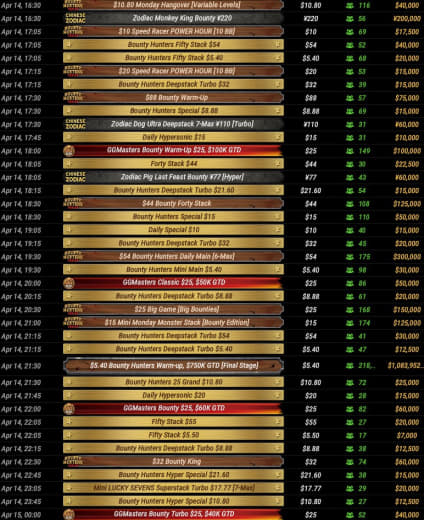 Apr 14, 16:30 $10.80 Monday Hangover [Variable Levels] $10.80 116 $40,000
Apr 14, 16:30 CHINESE ZODIAC Zodiac Monkey King Bounty ¥220 ¥220 56 ¥200,000
Apr 14, 17:05 $10 Speed Racer POWER HOUR [10 BB] $10 69 $17,500
Apr 14, 17:05 Bounty Hunters Fifty Stack $54 $54 52 $40,000
Apr 14, 17:05 Bounty Hunters Fifty Stack $5.40 $5.40 68 $20,000
Apr 14, 17:15 $20 Speed Racer POWER HOUR [10 BB] $20 53 $15,000
Apr 14, 17:15 Bounty Hunters Deepstack Turbo $32 $32 39 $15,000
Apr 14, 17:30 $88 Bounty Warm-Up $88 57 $75,000
Apr 14, 17:30 Bounty Hunters Special $8.88 $8.88 69 $15,000
Apr 14, 17:30 CHINESE ZODIAC Zodiac Dog Ultra Deepstack 7-Max ¥110 [Turbo] ¥110 31 ¥60,000
Apr 14, 17:45 Daily Hypersonic $15 $15 31 $10,000
Apr 14, 18:00 GGMasters Bounty Warm-Up $25, $100K GTD $25 149 $100,000
Apr 14, 18:05 Forty Stack $44 $44 30 $22,500
Apr 14, 18:05 CHINESE ZODIAC Zodiac Pig Last Feast Bounty ¥77 [Hyper] ¥77 43 ¥60,000
Apr 14, 18:15 Bounty Hunters Deepstack Turbo $21.60 $21.60 54 $15,000
Apr 14, 18:30 $44 Bounty Forty Stack $44 108 $125,000
Apr 14, 18:30 Bounty Hunters Special $15 $15 110 $50,000
Apr 14, 19:05 Daily Special $10 $10 40 $15,000
Apr 14, 19:15 Bounty Hunters Deepstack Turbo $32 $32 45 $20,000
Apr 14, 19:30 $54 Bounty Hunters Daily Main [6-Max] $54 175 $300,000
Apr 14, 19:30 Bounty Hunters Mini Main $5.40 $5.40 98 $30,000
Apr 14, 20:00 GGMasters Classic $25, $50K GTD $25 86 $50,000
Apr 14, 20:15 Bounty Hunters Deepstack Turbo $8.88 $8.88 61 $20,000
Apr 14, 20:30 $25 Big Game [Big Bounties] $25 168 $150,000
Apr 14, 21:00 $15 Mini Monday Monster Stack [Bounty Edition] $15 174 $125,000
Apr 14, 21:15 Bounty Hunters Deepstack Turbo $54 $54 41 $30,000
Apr 14, 21:15 Bounty Hunters Deepstack Turbo $5.40 $5.40 47 $12,500
Apr 14, 21:30 $5.40 Bounty Hunters Warm-up, $750K GTD [Final Stage] $5.40 216,.. $1,083,952..
Apr 14, 21:30 Bounty Hunters 25 Grand $10.80 $10.80 72 $25,000
Apr 14, 21:45 Daily Hypersonic $20 $20 28 $15,000
Apr 14, 22:00 GGMasters Bounty $25, $60K GTD $25 82 $60,000
Apr 14, 22:05 Fifty Stack $55 $55 27 $20,000
Apr 14, 22:05 Fifty Stack $5.50 $5.50 17 $7,000
Apr 14, 22:15 Bounty Hunters Deepstack Turbo $8.88 $8.88 38 $12,500
Apr 14, 22:30 $32 Bounty King $32 74 $60,000
Apr 14, 22:45 Bounty Hunters Hyper Special $21.60 $21.60 38 $15,000
Apr 14, 22:45 Mini LUCKY SEVENS Superstack Turbo $17.77 [7-Max] $17.77 29 $20,000
Apr 14, 23:45 Bounty Hunters Hyper Special $10.80 $10.80 27 $12,500
Apr 15, 00:00 GGMasters Bounty Turbo $25, $40K GTD $25 52 $40,000